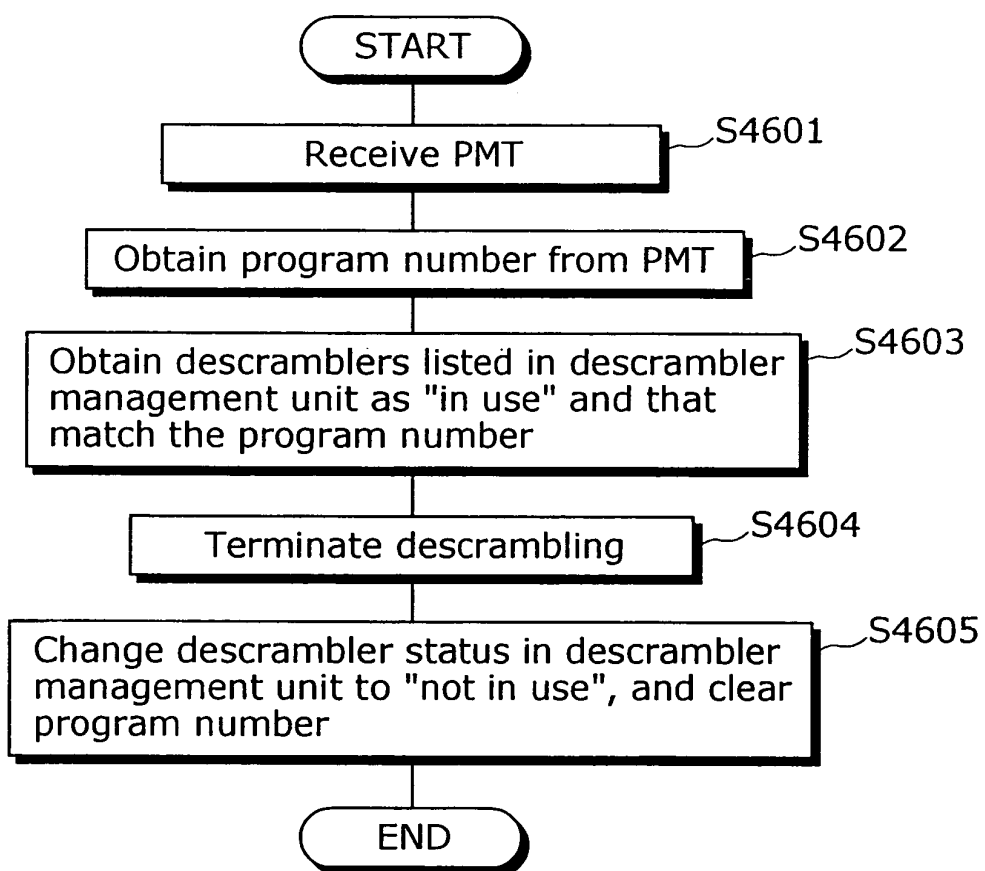 START
Receive PMT
S4601
Obtain program number from PMT
S4602
Obtain descramblers listed in descrambler
management unit as "in use" and that
match the program number
S4603
Terminate descrambling
S4604
Change descrambler status in descrambler
management unit to "not in use", and clear
program number
S4605
END